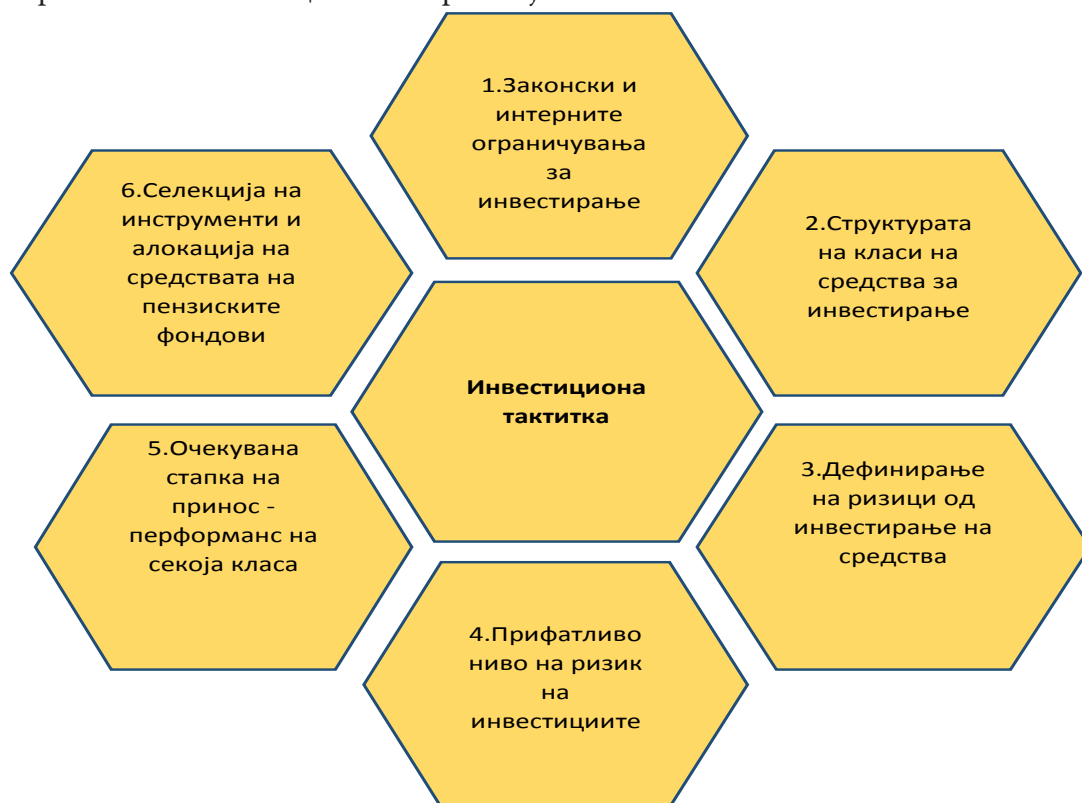 1.Законски и
интерните
ограничувања
за
инвестирање
2.Структурата
на класи на
средства за
инвестирање
3.Дефинирање
на ризици од
инвестирање на
средства
4.Прифатливо
ниво на ризик
на
инвестициите
5.Очекувана
стапка на
принос -
перформанс на
секоја класа
6.Селекција на
инструменти и
алокација на
средствата на
пензиските
фондови
Инвестициона
тактитка